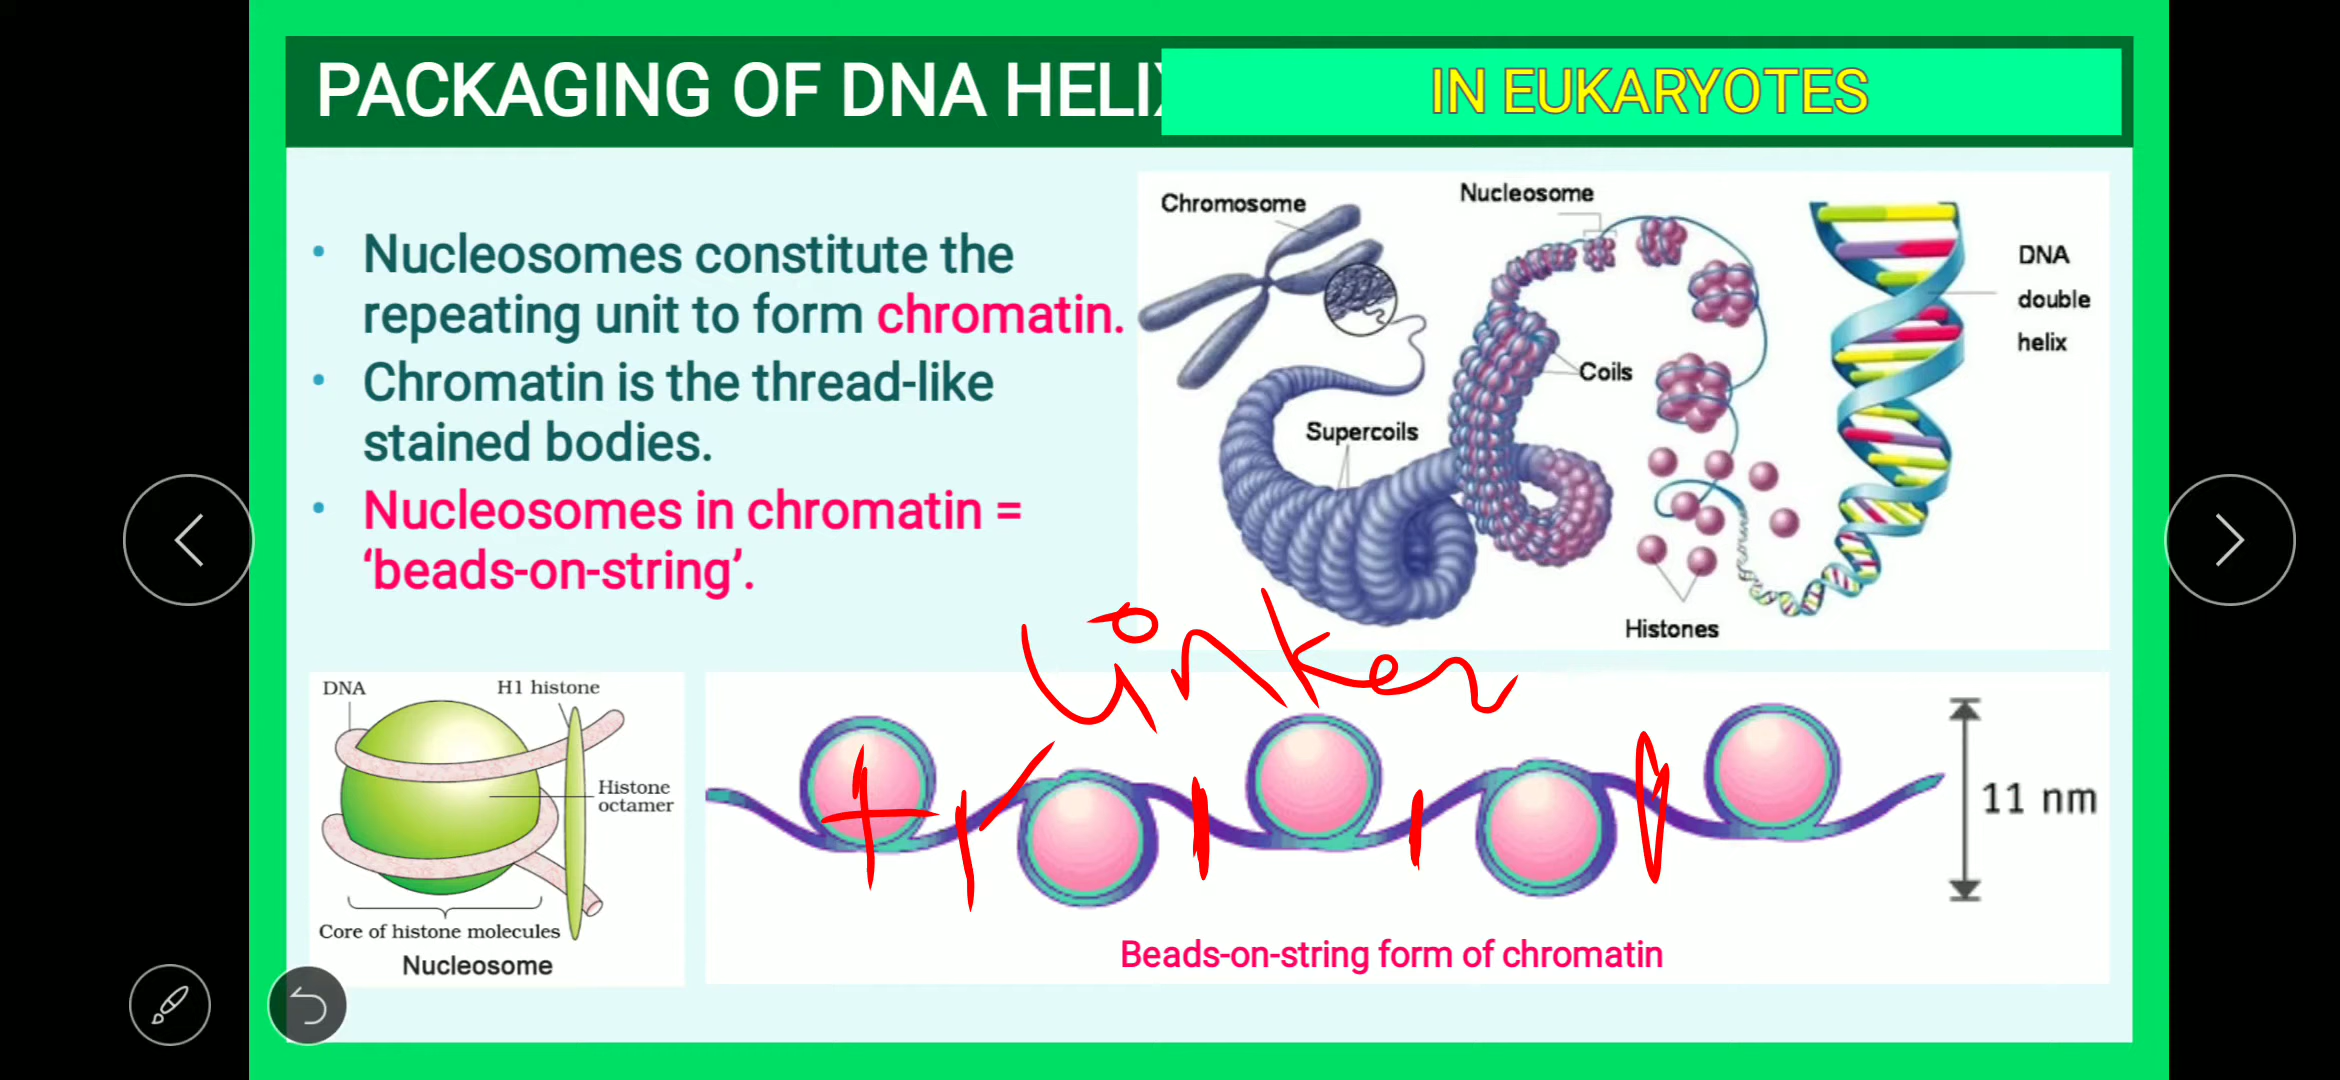 PACKAGING OF DNA HELIX
IN EUKARYOTES
• Nucleosomes constitute the
repeating unit to form chromatin.
• Chromatin is the thread-like
stained bodies.
• Nucleosomes in chromatin =
‘beads-on-string’.
Chromosome
Nucleosome
Coils
Supercoils
Histones
DNA
double
helix
Linker
DNA
H1 histone
Histone
octamer
Core of histone molecules
Nucleosome
11 nm
Beads-on-string form of chromatin